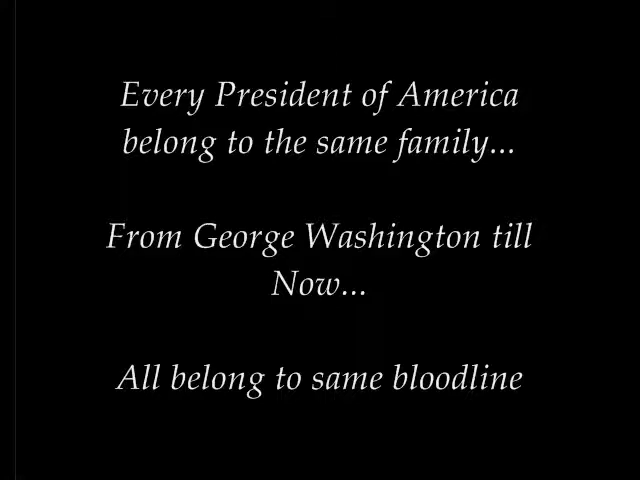 Every President of America
belong to the same family...
From George Washington till
Now...
All belong to same bloodline